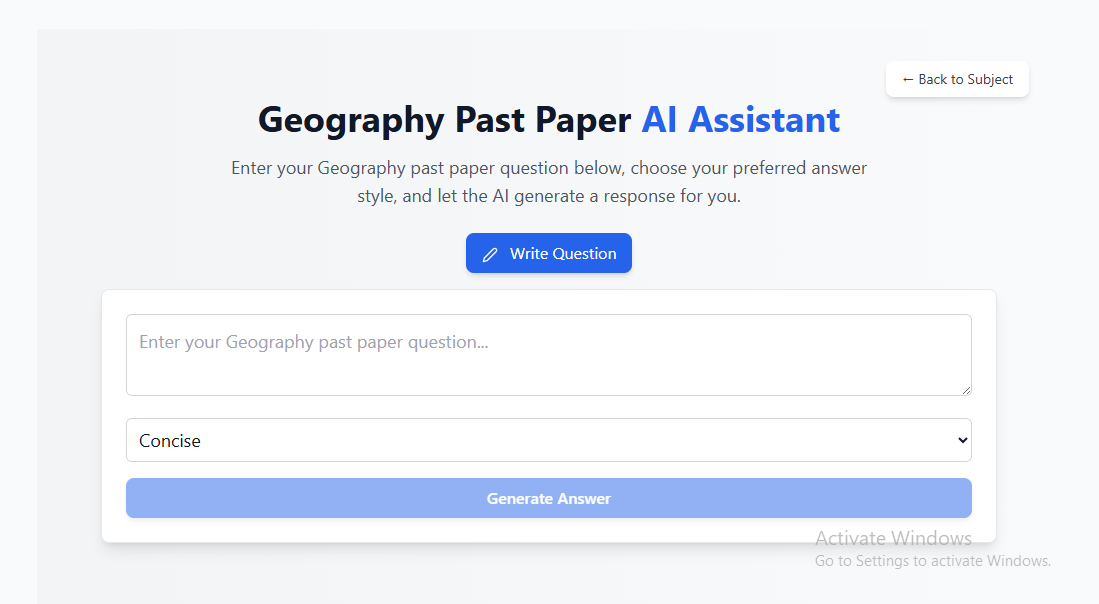 ← Back to Subject
Geography Past Paper AI Assistant
Enter your Geography past paper question below, choose your preferred answer
style, and let the AI generate a response for you.
Write Question
Enter your Geography past paper question...
Concise
Generate Answer
Activate Windows
Go to Settings to activate Windows.